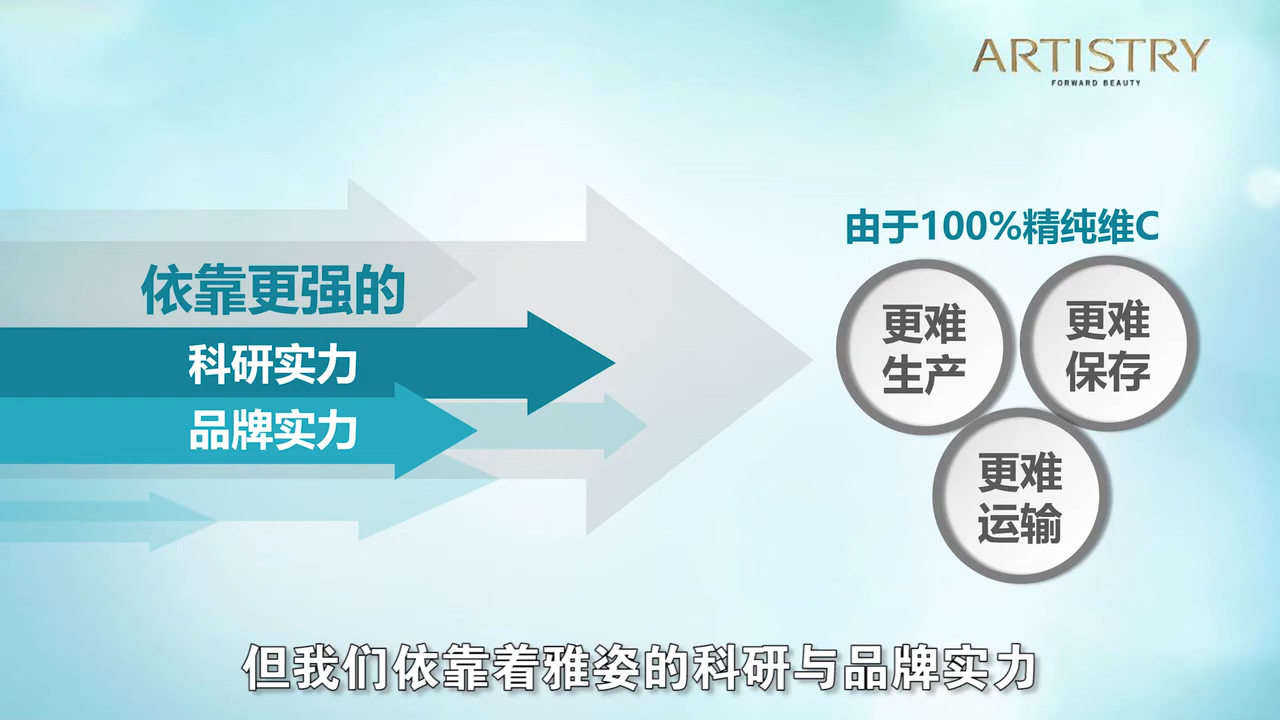 ARTISTRY
FORWARD BEAUTY
依靠更强的
科研实力
品牌实力
由于100%精纯维C
更难
生产
更难
保存
更难
运输
但我们依靠着雅姿的科研与品牌实力